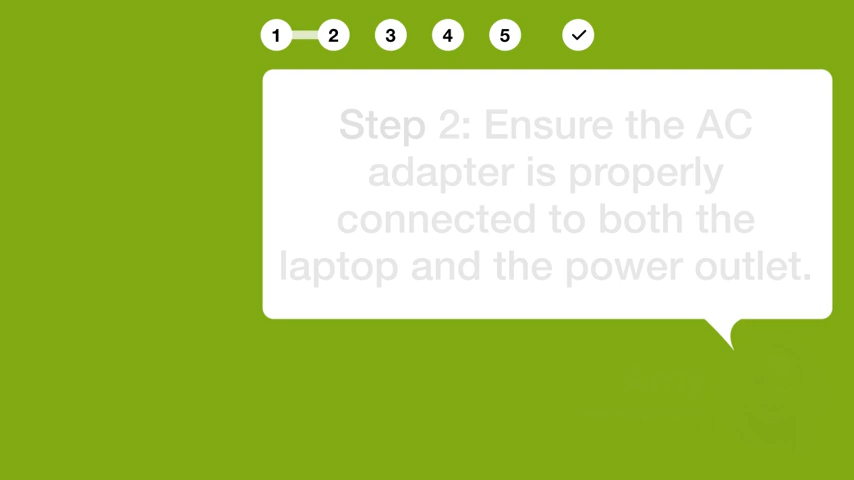 1 2 3 4 5
Step 2: Ensure the AC
adapter is properly
connected to both the
laptop and the power outlet.